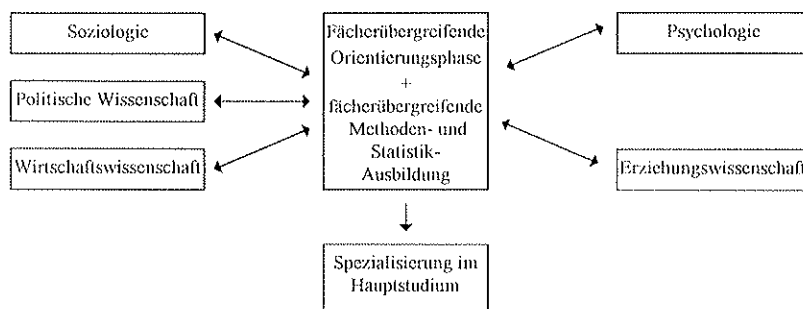 Soziologie
Politische Wissenschaft
Wirtschaftswissenschaft
Fächerübergreifende
Orientierungsphase
+
fächerübergreifende
Methoden- und
Statistik-
Ausbildung
Psychologie
Erziehungswissenschaft
Spezialisierung im
Hauptstudium